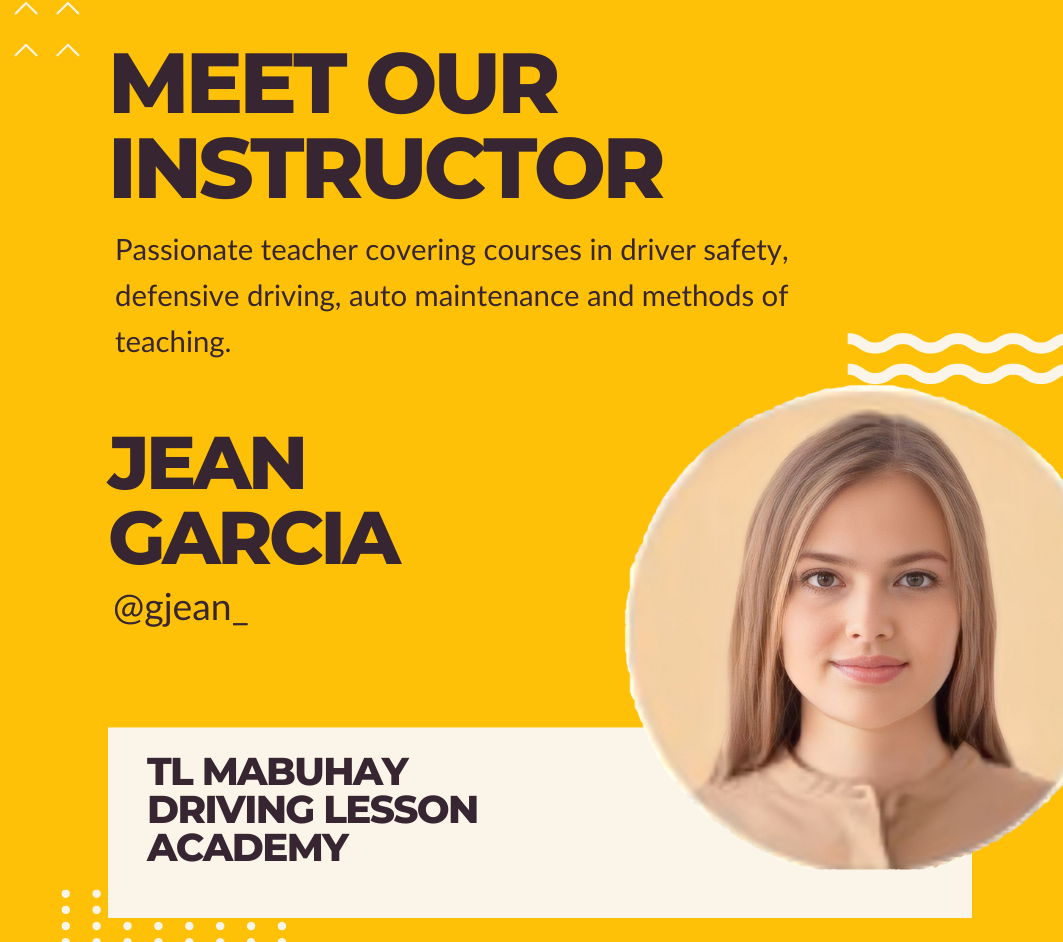 MEET OUR
INSTRUCTOR
Passionate teacher covering courses in driver safety,
defensive driving, auto maintenance and methods of
teaching.
JEAN
GARCIA
@gjean_
TL MABUHAY
DRIVING LESSON
ACADEMY